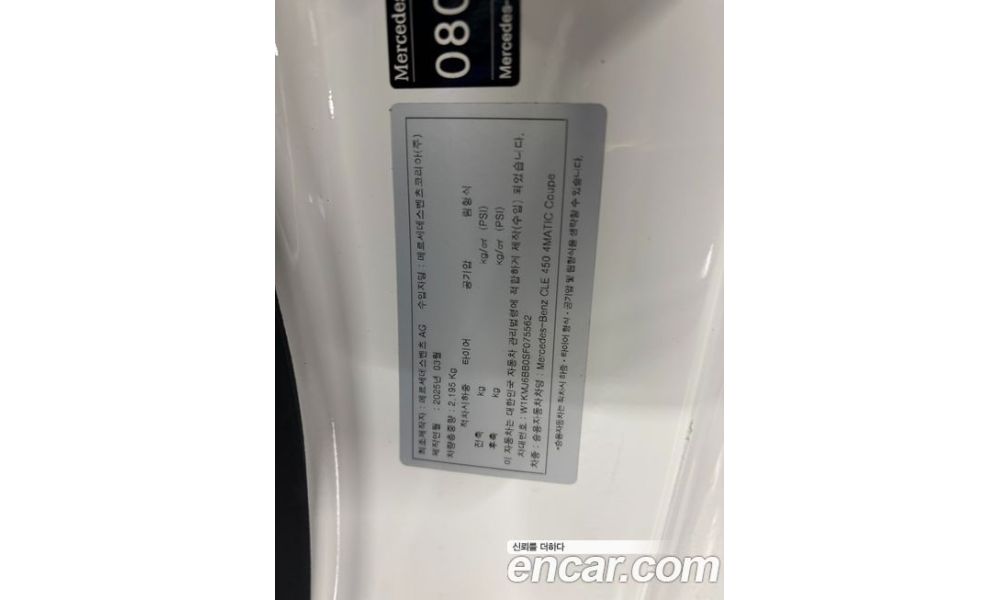 Mercedes-
080
Mercedes-
최초제작자 : 메르세데스벤츠 AG 수입자명 : 메르세데스벤츠코리아(주)
제작연월 : 2025년 03월
차량총중량 : 2,195 Kg
적차시하중 타이어 공기압 림형식
전축 kg kg/㎠ (PSI)
후축 kg kg/㎠ (PSI)
이 자동차는 대한민국 자동차 관리법령에 적합하게 제작(수입) 되었습니다.
차대번호 : W1KMJ6BB0SF075562
차종 : 승용자동차차명 : Mercedes-Benz CLE 450 4MATIC Coupe
*승용자동차는 적차시 하중 · 타이어 형식 · 공기압 및 림형식을 생략할 수 있습니다.
신뢰를 더하다
encar.com